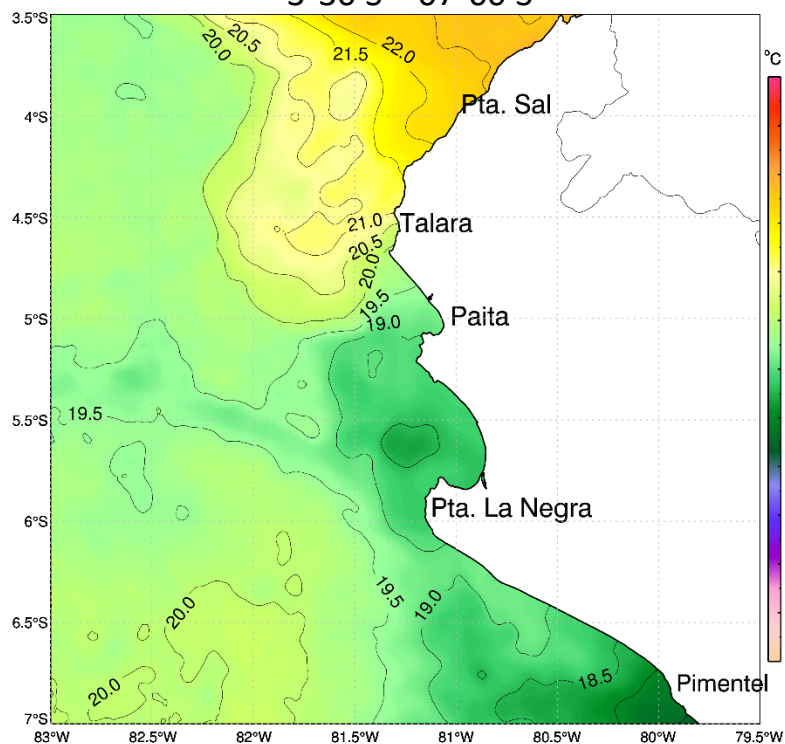 3.5°S
°C
20.0
20.5
21.5
22.0
4°S
Pta. Sal
4.5°S
21.0
Talara
20.5
20.0
19.5
19.0
5°S
Paita
19.5
5.5°S
6°S
Pta. La Negra
19.5
19.0
20.0
6.5°S
20.0
18.5
Pimentel
7°S
83°W
82.5°W
82°W
81.5°W
81°W
80.5°W
80°W
79.5°W